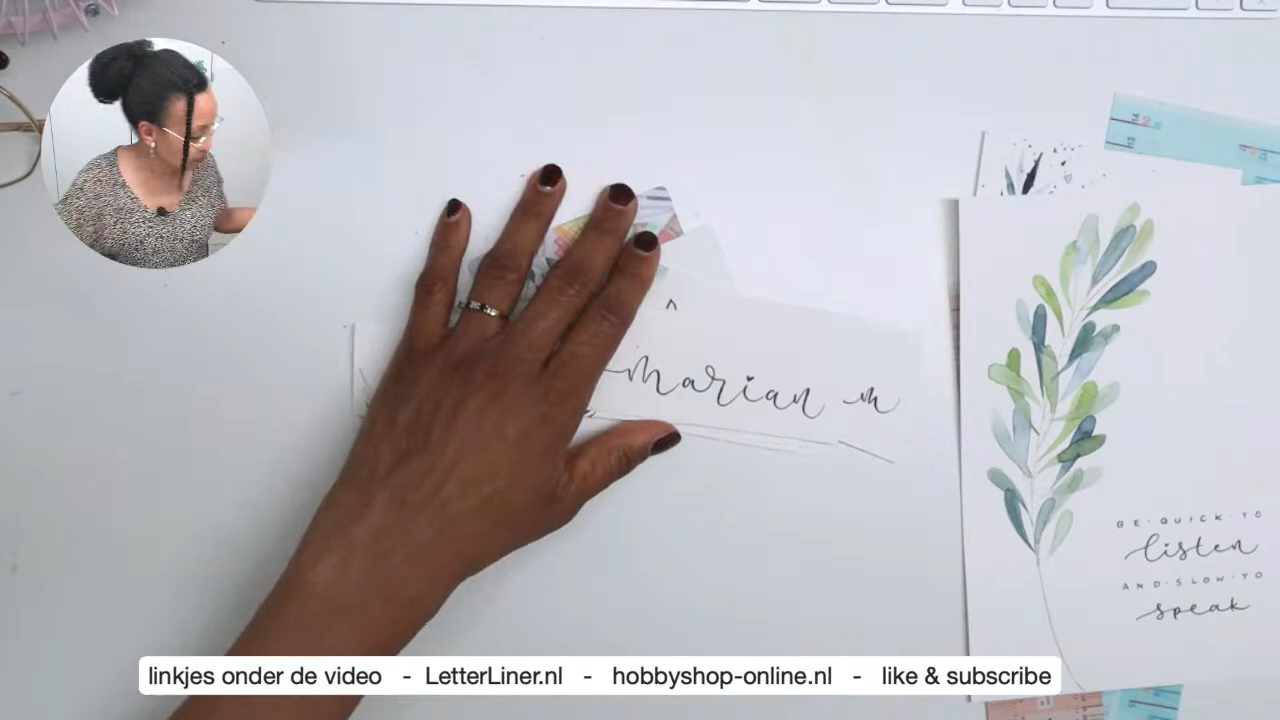 marian m
BE·QUICK·TO
listen
AND·SLOW·TO
speak
linkjes onder de video - LetterLiner.nl - hobbyshop-online.nl - like & subscribe